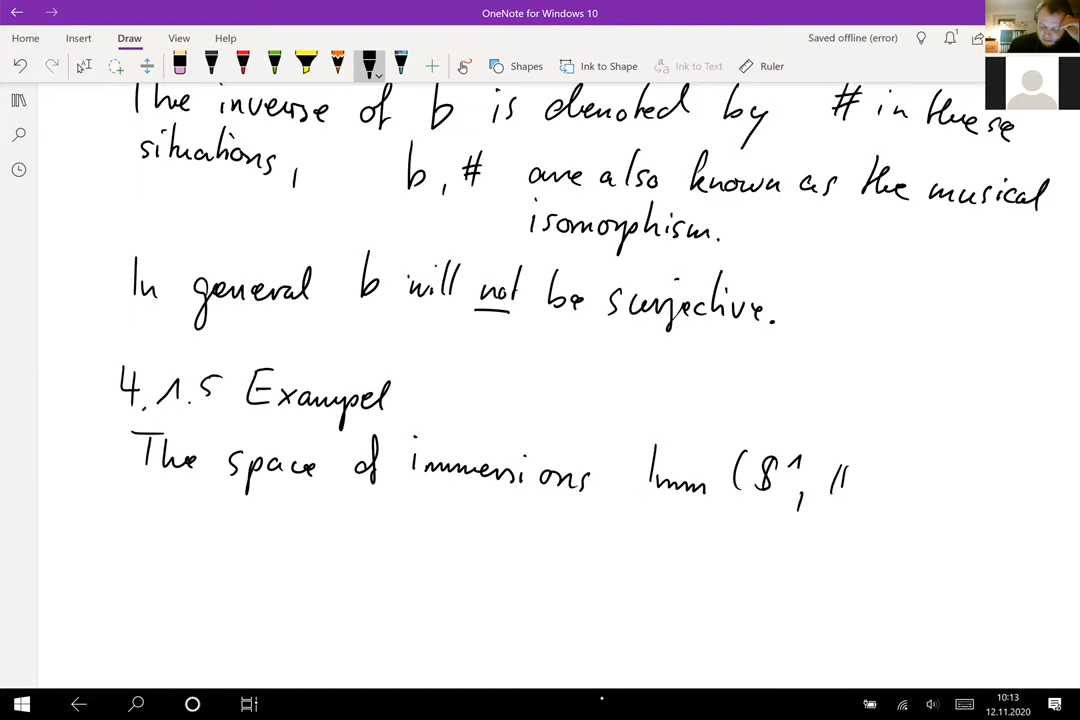 OneNote for Windows 10
Home Insert Draw View Help
Saved offline (error)
Shapes Ink to Shape Ink to Text Ruler
The inverse of ♭ is denoted by # in these
situations, ♭, # are also known as the musical
isomorphism.
In general ♭ will not be surjective.
4.1.5 Exampel
The space of immersions Imm (𝕊¹,
10:13
12.11.2020